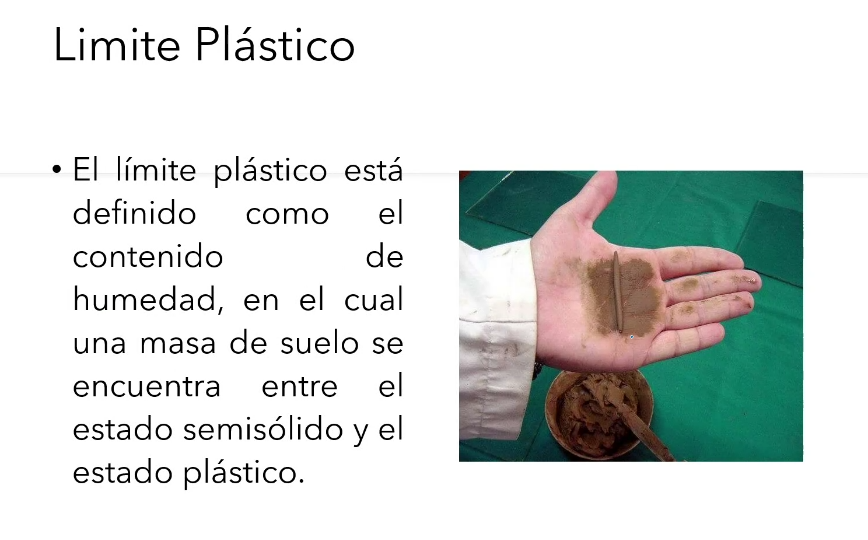 Limite Plástico
• El límite plástico está
definido como el
contenido de
humedad, en el cual
una masa de suelo se
encuentra entre el
estado semisólido y el
estado plástico.